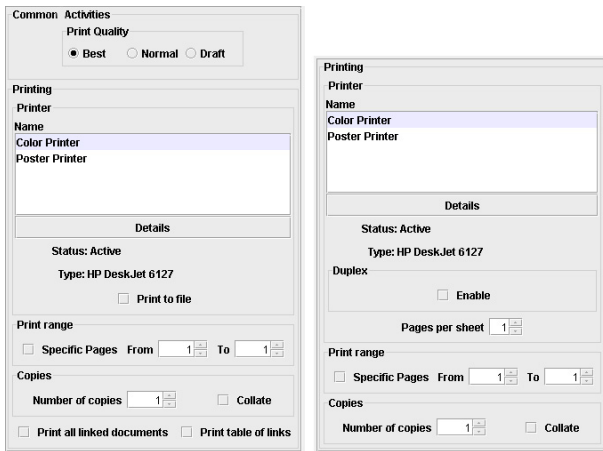 Common Activities
Print Quality
Best Normal Draft
Printing
Printer
Name
Color Printer
Poster Printer
Details
Status: Active
Type: HP DeskJet 6127
Print to file
Print range
Specific Pages From 1 To 1
Copies
Number of copies 1 Collate
Print all linked documents Print table of links
Printing
Printer
Name
Color Printer
Poster Printer
Details
Status: Active
Type: HP DeskJet 6127
Duplex
Enable
Pages per sheet 1
Print range
Specific Pages From 1 To 1
Copies
Number of copies 1 Collate